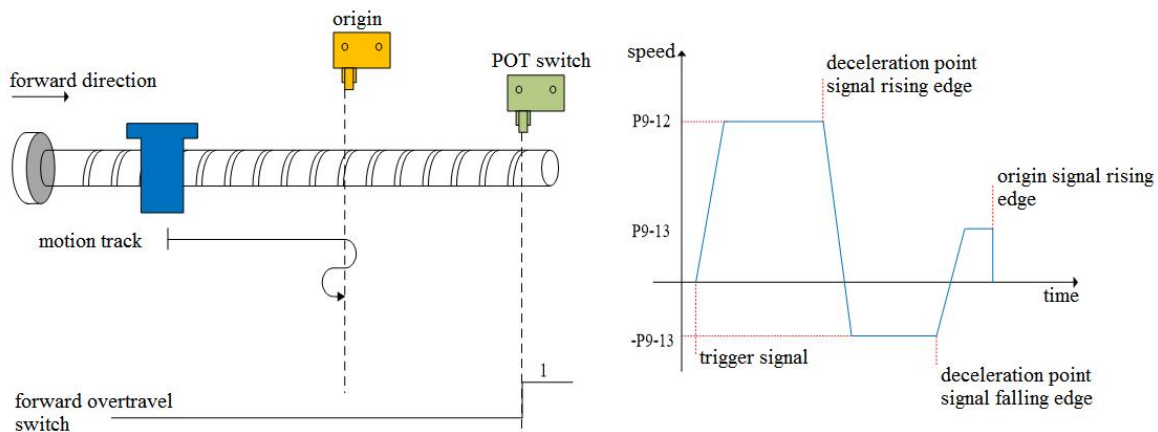 origin
POT switch
forward direction
motion track
1
forward overtravel
switch
speed
deceleration point
signal rising edge
P9-12
origin signal rising
edge
P9-13
time
-P9-13
trigger signal
deceleration point
signal falling edge